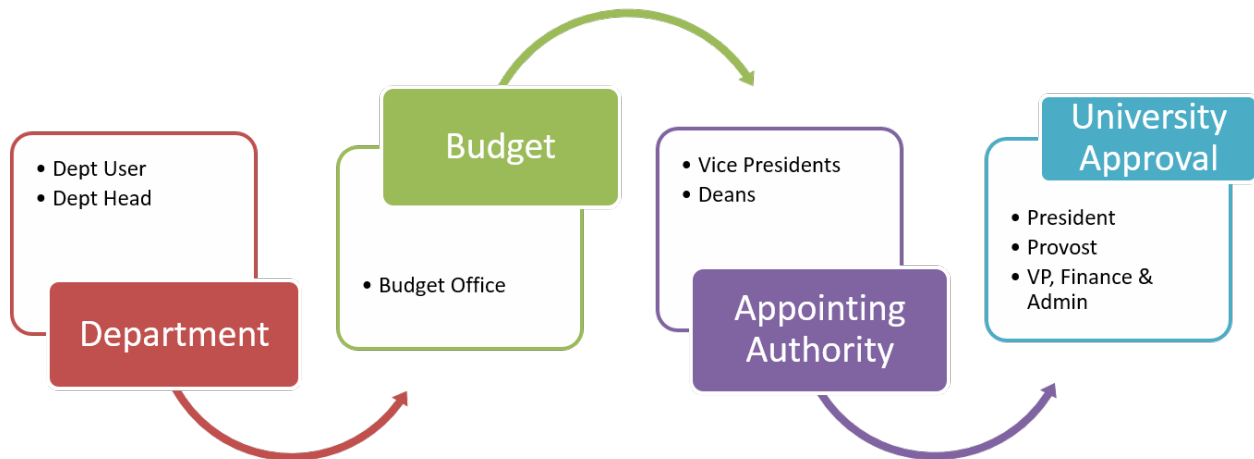 • Dept User
• Dept Head
Department
Budget
• Budget Office
• Vice Presidents
• Deans
Appointing
Authority
University
Approval
• President
• Provost
• VP, Finance &
Admin